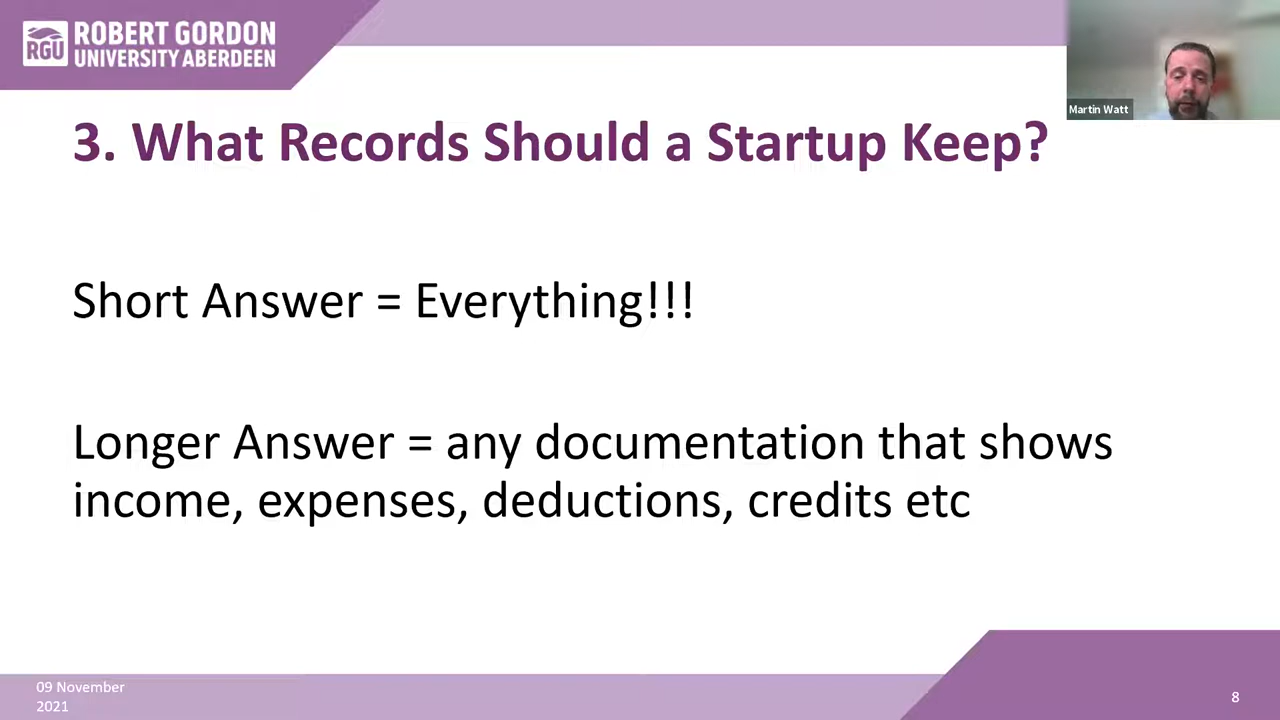 RGU
ROBERT GORDON
UNIVERSITY ABERDEEN
Martin Watt
3. What Records Should a Startup Keep?
Short Answer = Everything!!!
Longer Answer = any documentation that shows
income, expenses, deductions, credits etc
09 November
2021
8